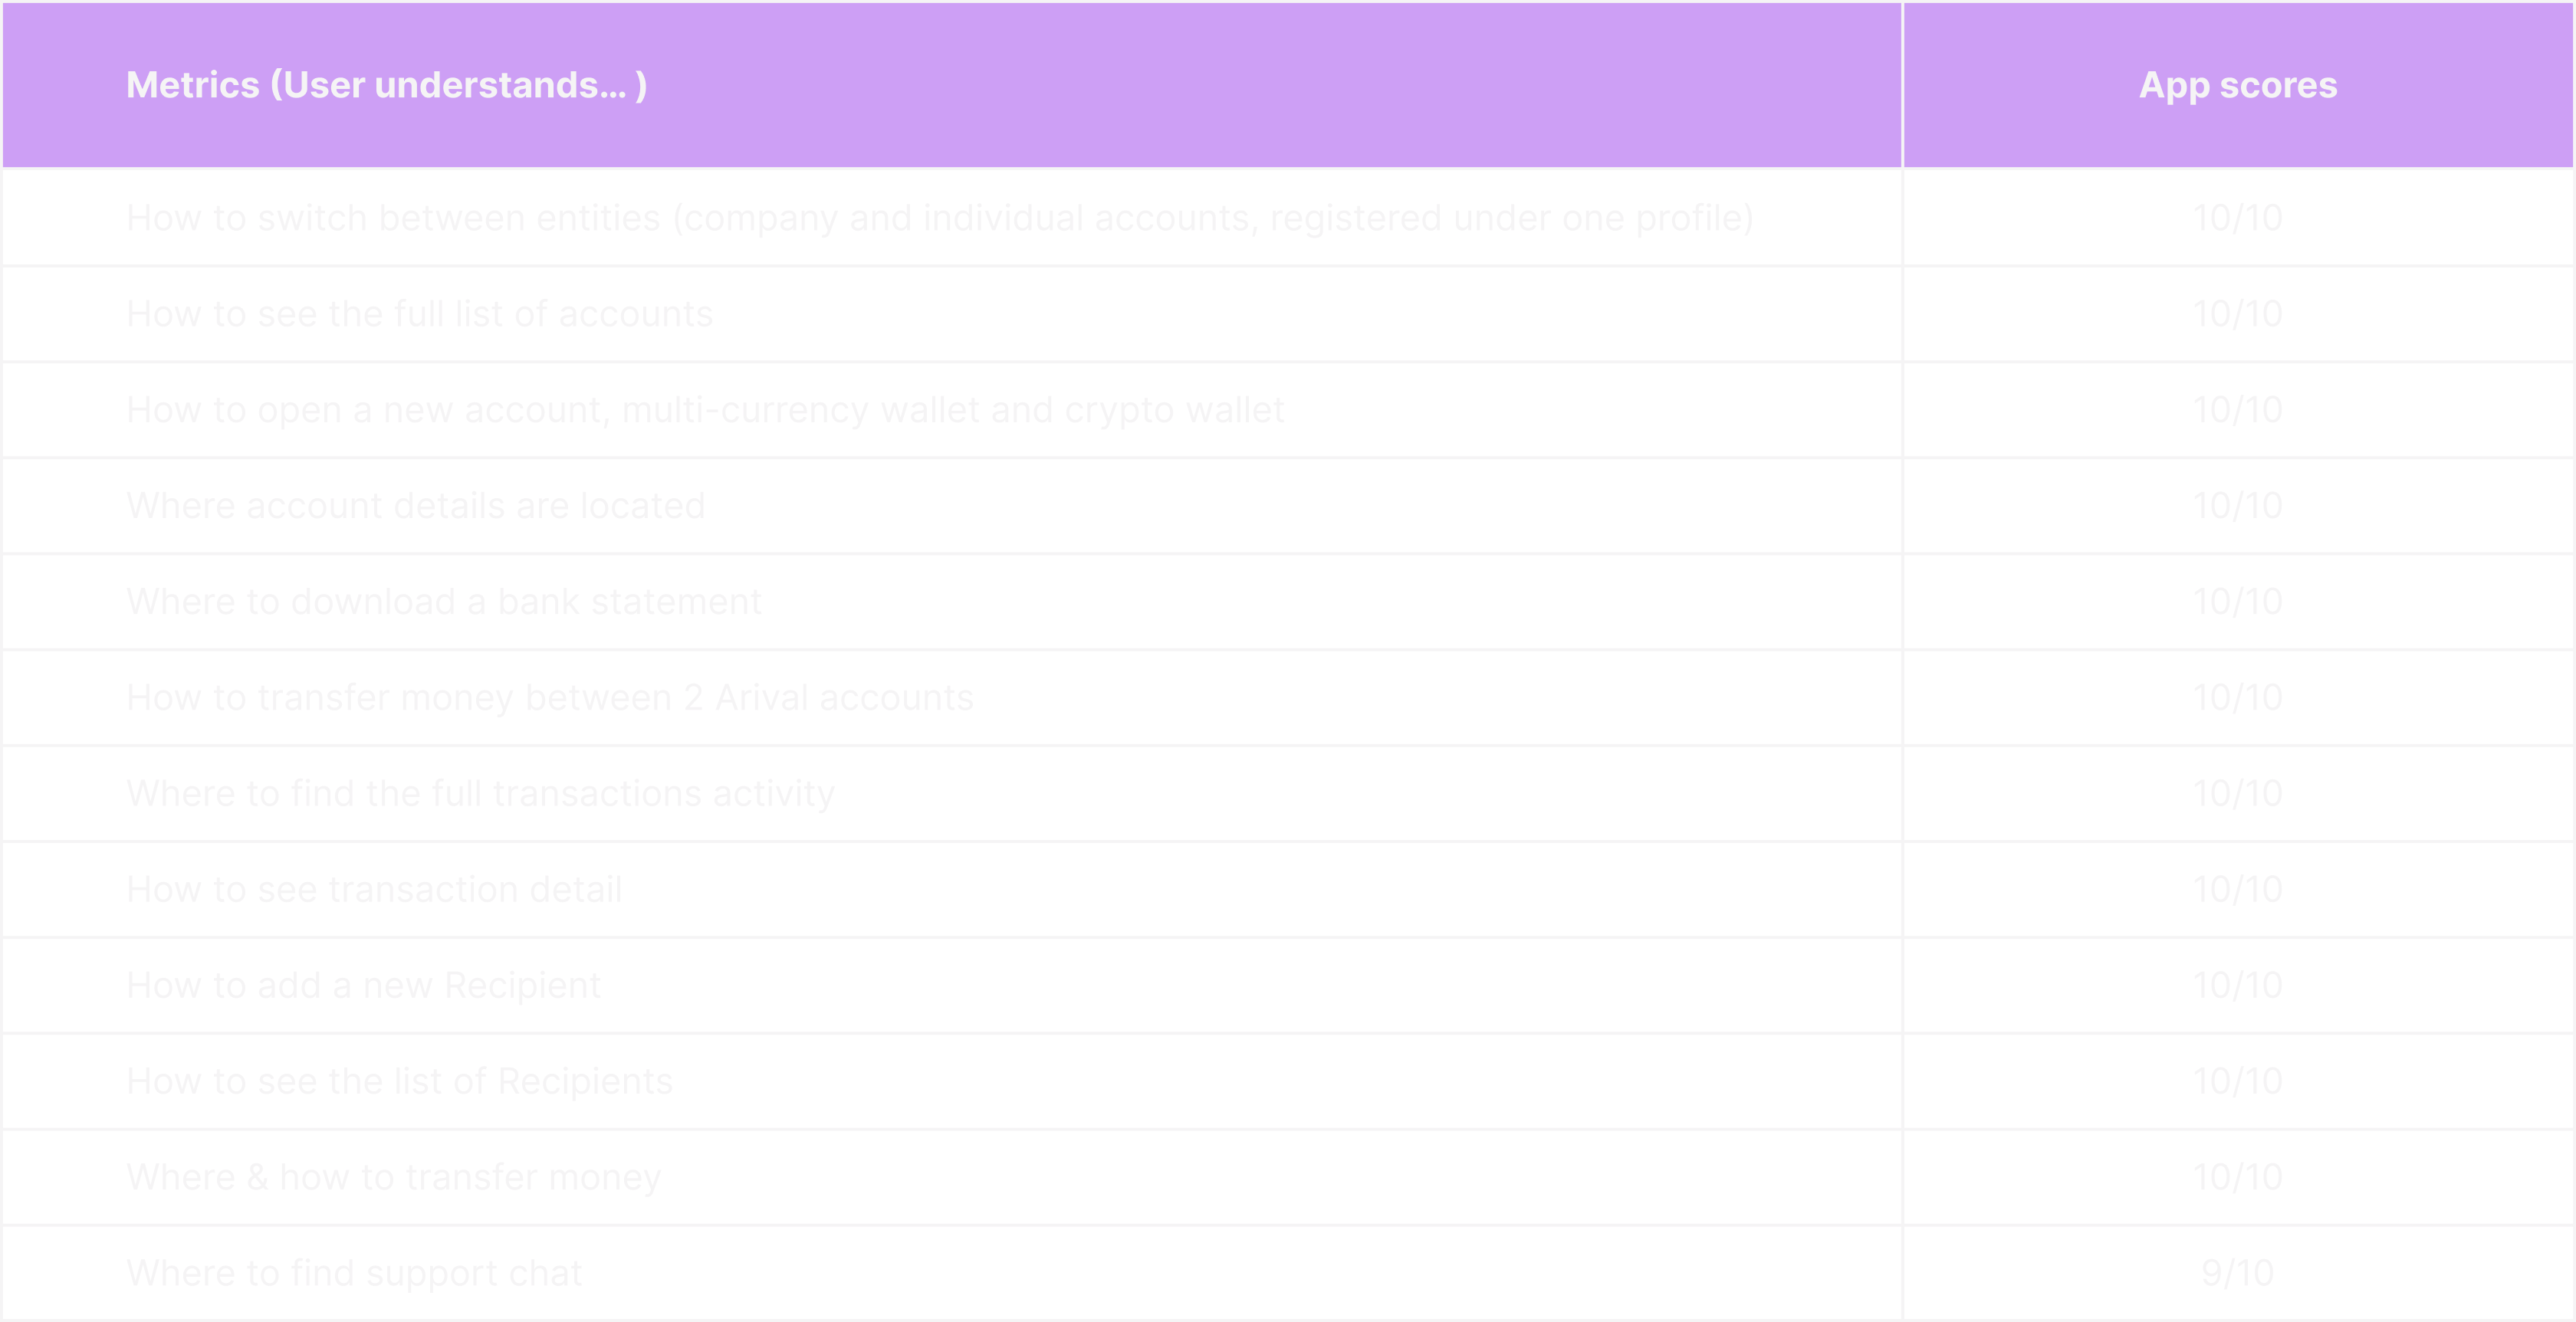 Metrics (User understands... )
App scores
How to switch between entities (company and individual accounts, registered under one profile)
10/10
How to see the full list of accounts
10/10
How to open a new account, multi-currency wallet and crypto wallet
10/10
Where account details are located
10/10
Where to download a bank statement
10/10
How to transfer money between 2 Arival accounts
10/10
Where to find the full transactions activity
10/10
How to see transaction detail
10/10
How to add a new Recipient
10/10
How to see the list of Recipients
10/10
Where & how to transfer money
10/10
Where to find support chat
9/10